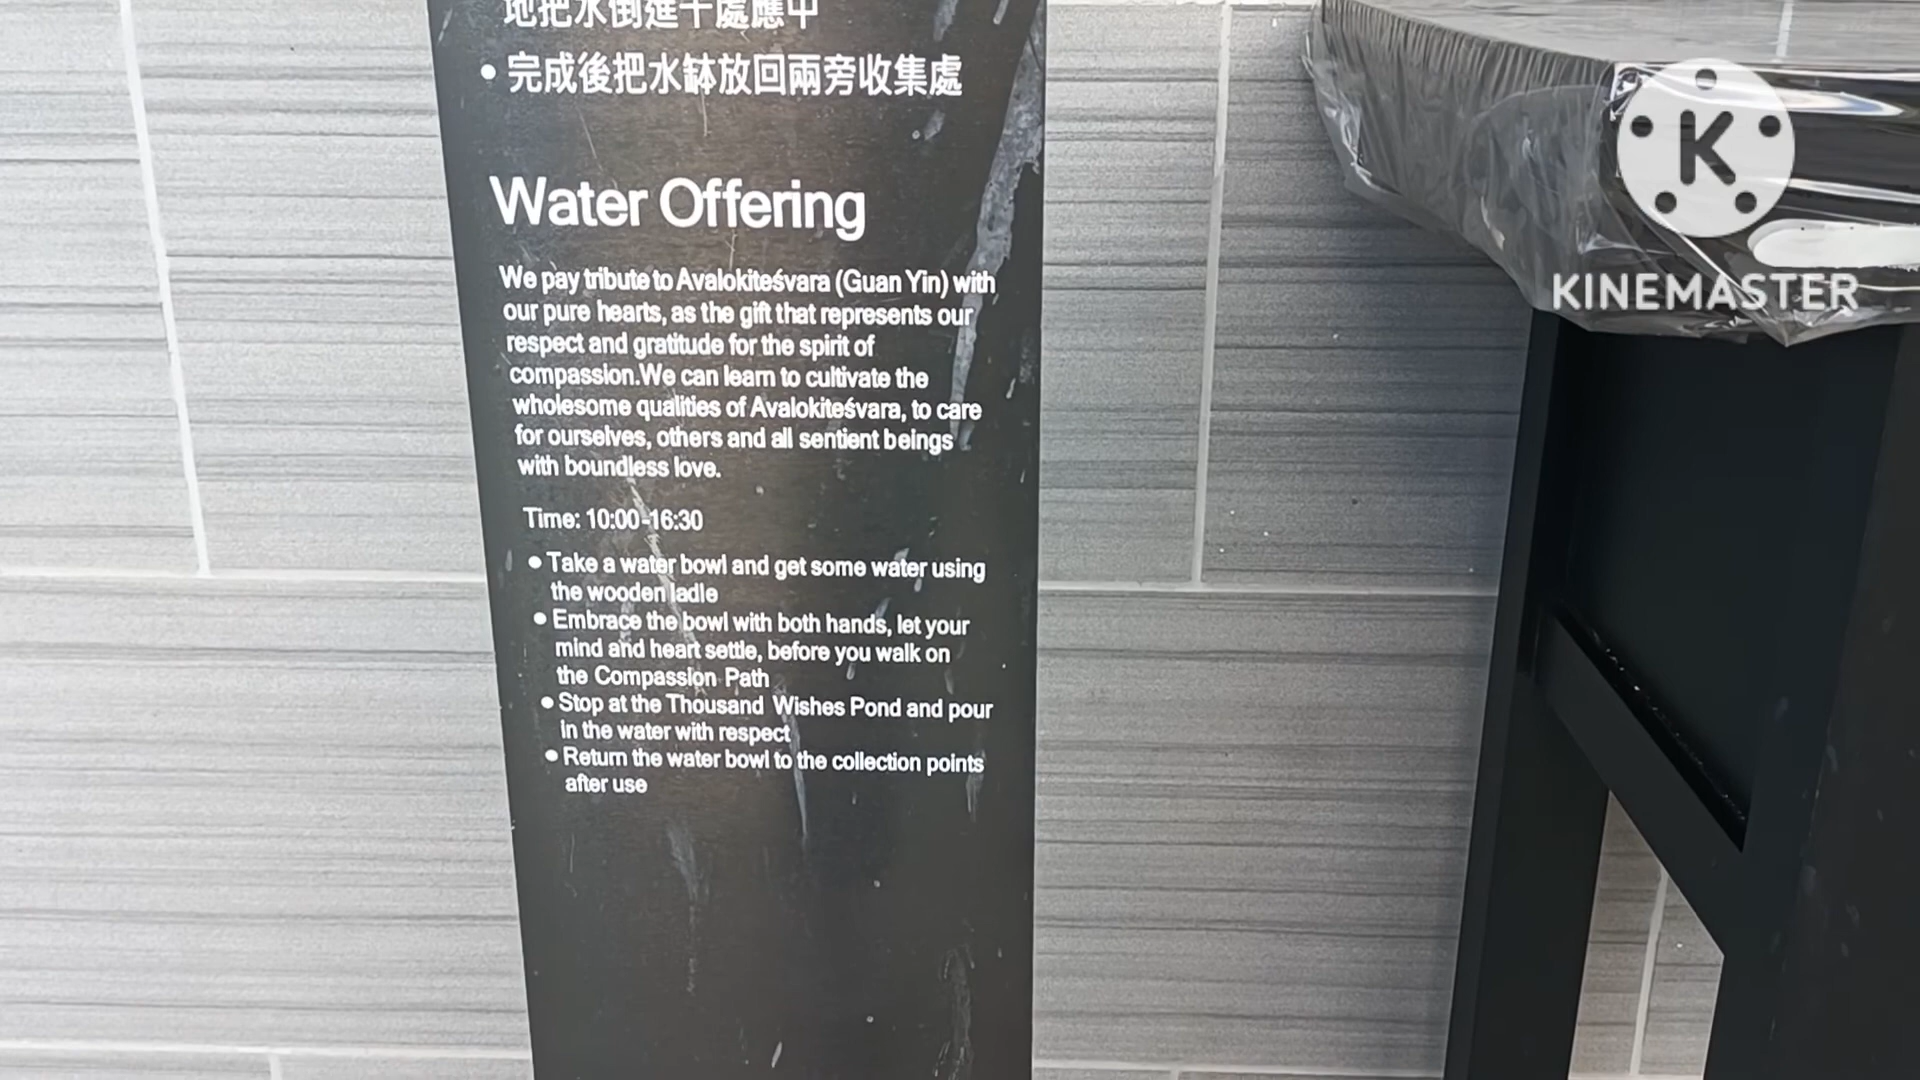 地把水倒進千處應中
● 完成後把水缽放回兩旁收集處
Water Offering
We pay tribute to Avalokiteśvara (Guan Yin) with
our pure hearts, as the gift that represents our
respect and gratitude for the spirit of
compassion.We can learn to cultivate the
wholesome qualities of Avalokiteśvara, to care
for ourselves, others and all sentient beings
with boundless love.
Time: 10:00-16:30
● Take a water bowl and get some water using
the wooden ladle
● Embrace the bowl with both hands, let your
mind and heart settle, before you walk on
the Compassion Path
● Stop at the Thousand Wishes Pond and pour
in the water with respect
● Return the water bowl to the collection points
after use
K
KINEMASTER